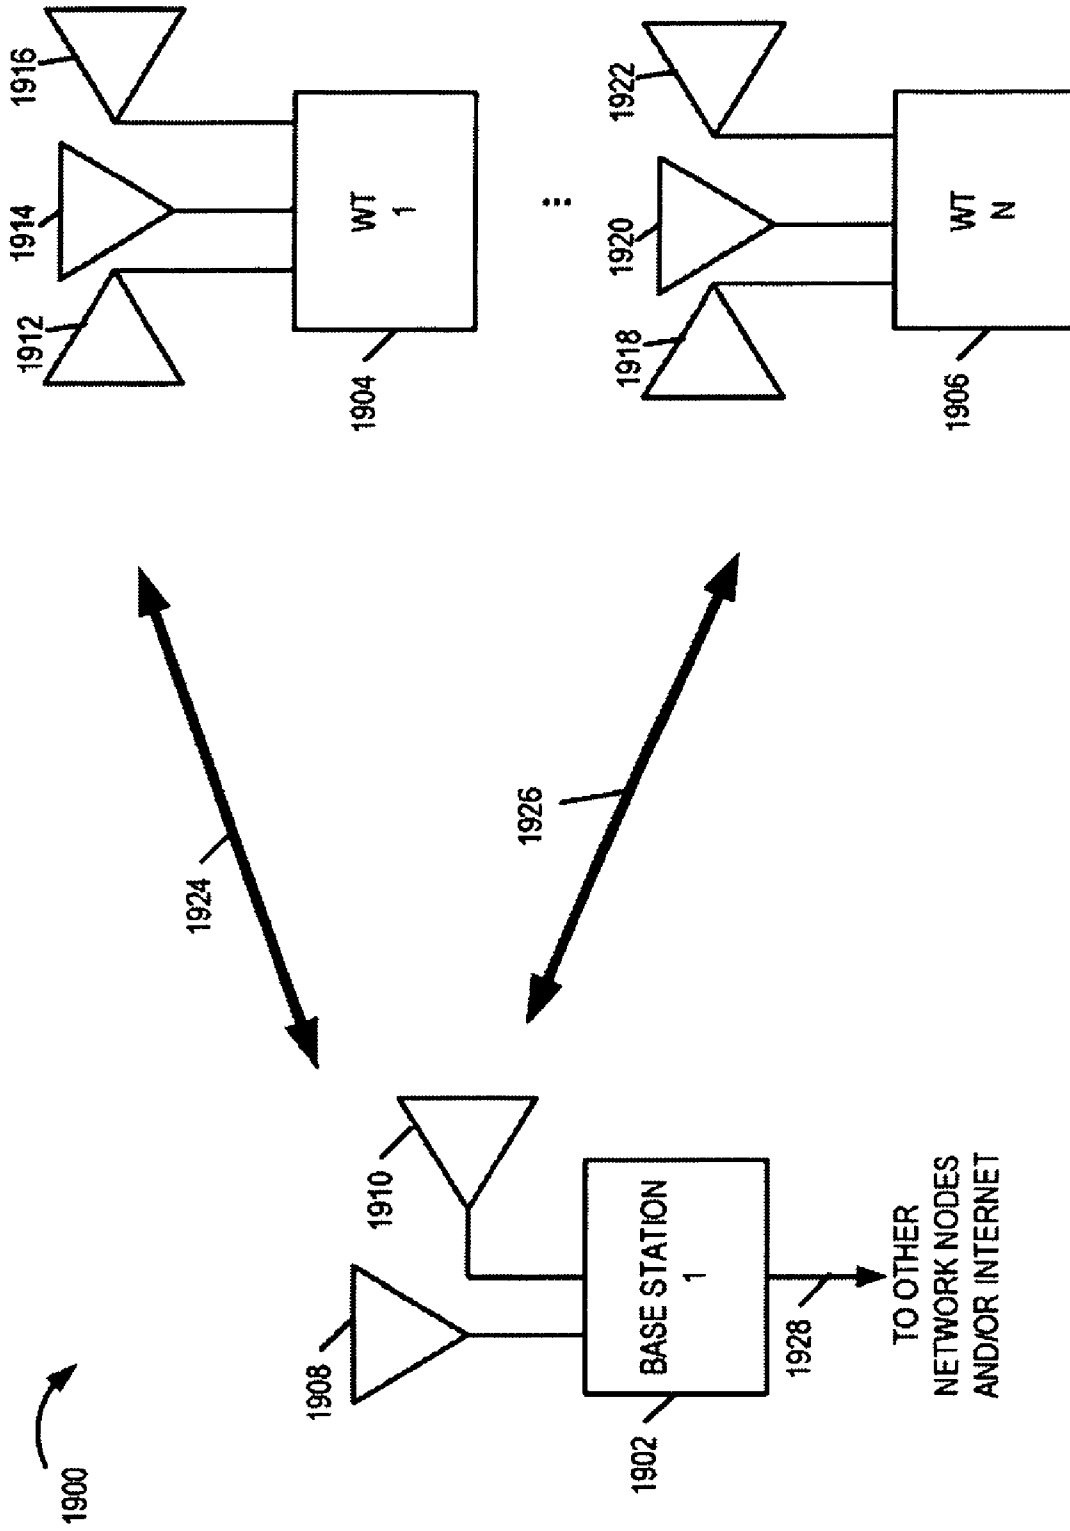 1900
1908
1910
BASE STATION
1
1902
1928
TO OTHER
NETWORK NODES
AND/OR INTERNET
1924
1926
1912
1914
1916
WT
1
1904
...
1918
1920
1922
WT
N
1906